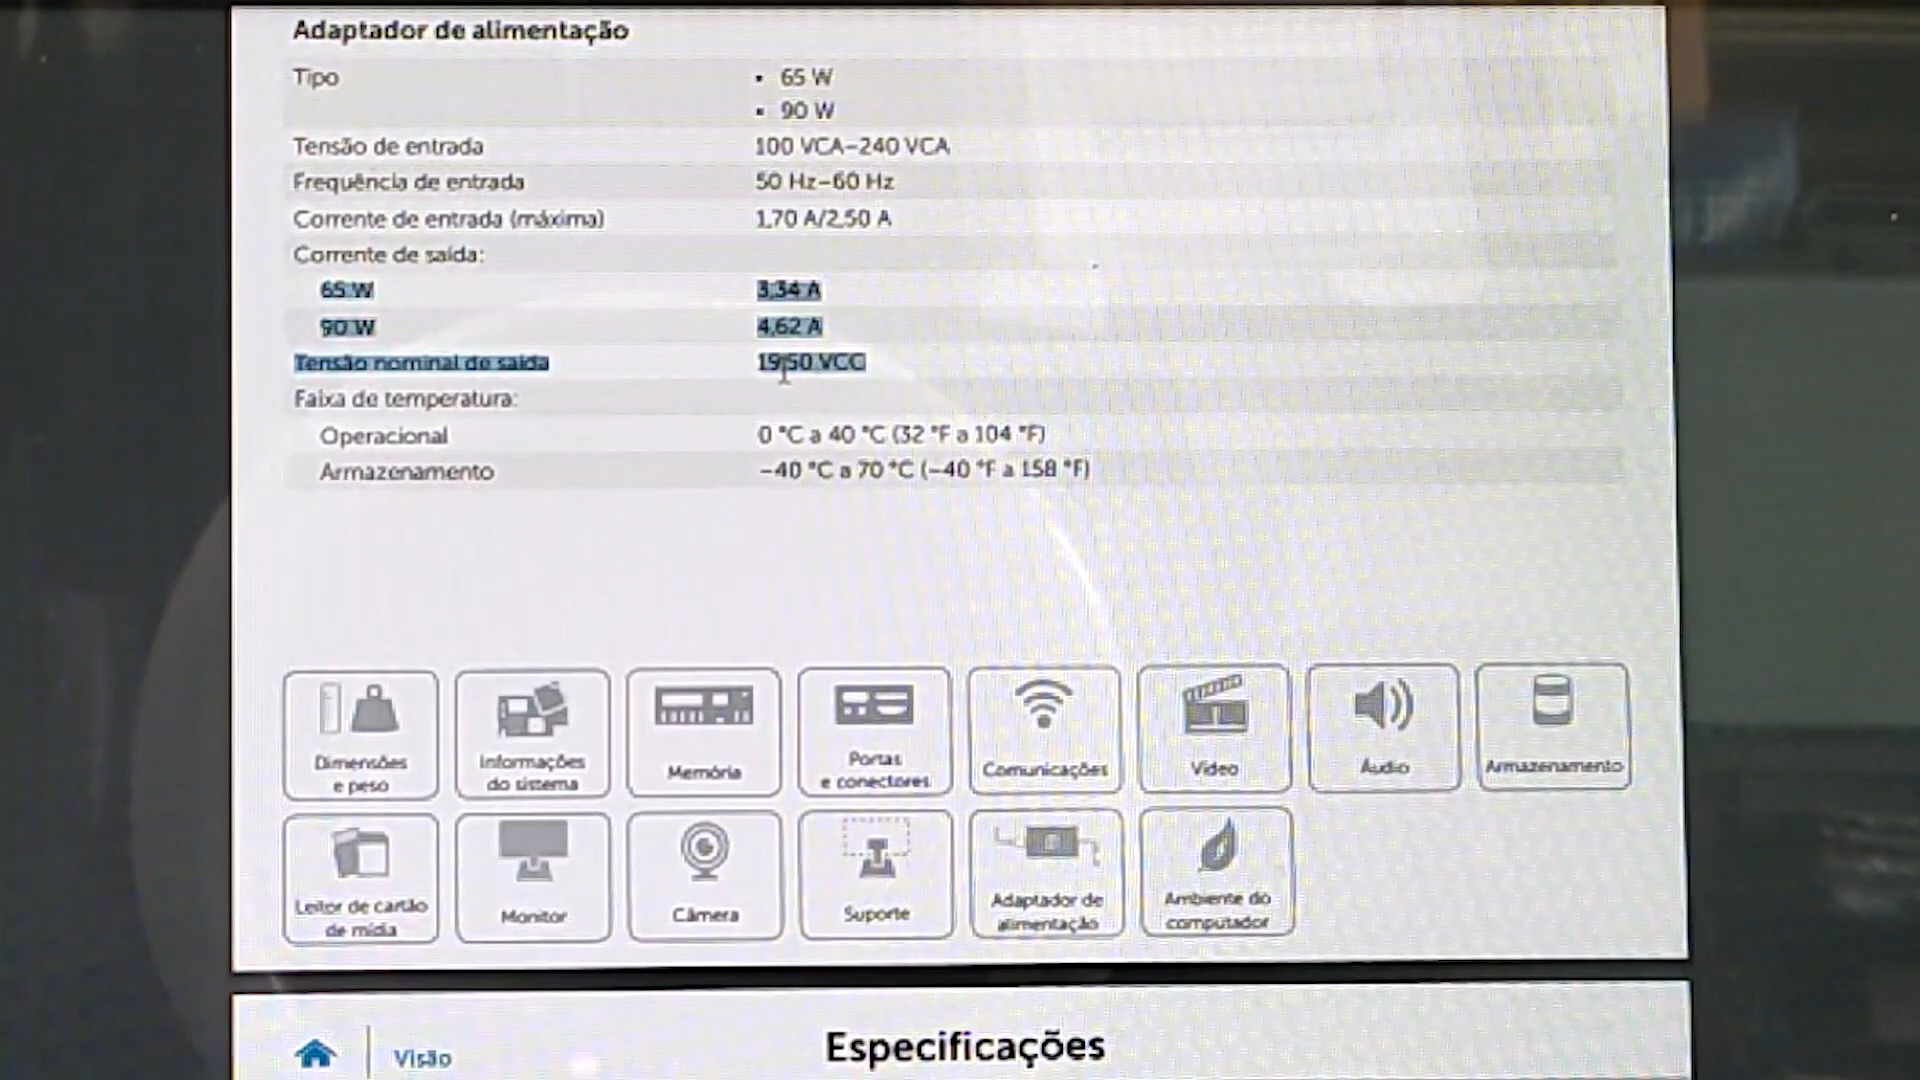 Adaptador de alimentação
Tipo
• 65 W
• 90 W
Tensão de entrada 100 VCA–240 VCA
Frequência de entrada 50 Hz–60 Hz
Corrente de entrada (máxima) 1,70 A/2,50 A
Corrente de saída:
65 W 3,34 A
90 W 4,62 A
Tensão nominal de saída 19,50 VCC
Faixa de temperatura:
Operacional 0 °C a 40 °C (32 °F a 104 °F)
Armazenamento –40 °C a 70 °C (–40 °F a 158 °F)
Dimensões
e peso
Informações
do sistema
Memória
Portas
e conectores
Comunicações
Vídeo
Áudio
Armazenamento
Leitor de cartão
de mídia
Monitor
Câmera
Suporte
Adaptador de
alimentação
Ambiente do
computador
Visão
Especificações